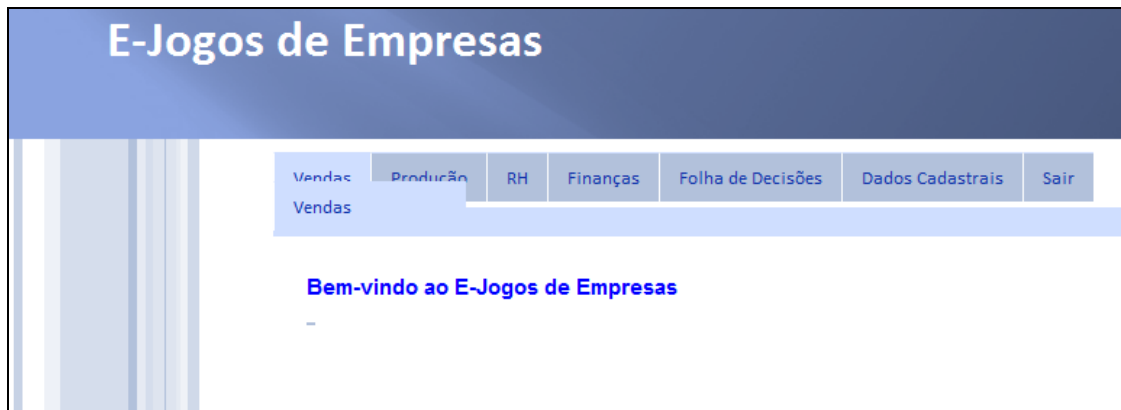 E-Jogos de Empresas
Vendas Produção RH Finanças Folha de Decisões Dados Cadastrais Sair
Vendas
Bem-vindo ao E-Jogos de Empresas